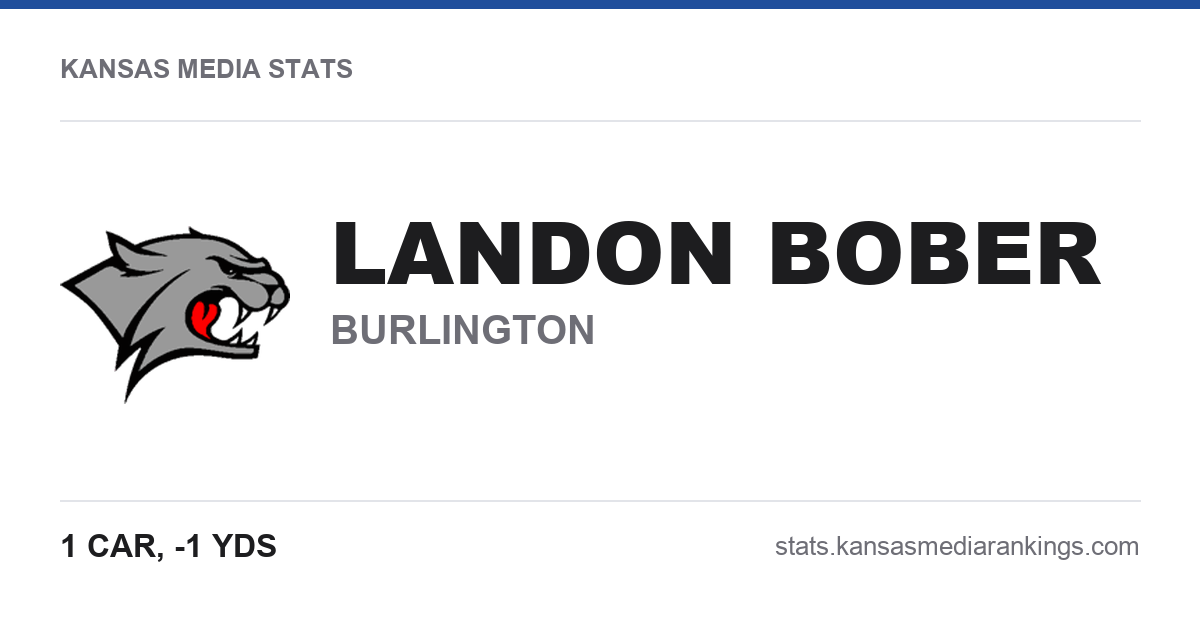 KANSAS MEDIA STATS
LANDON BOBER
BURLINGTON
1 CAR, -1 YDS
stats.kansasmediarankings.com